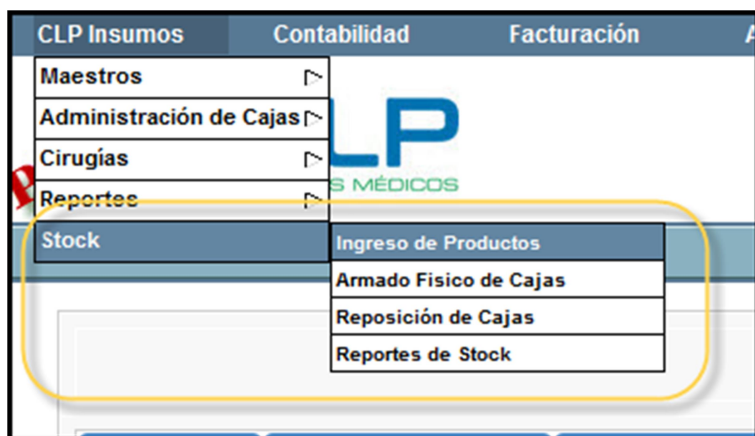 CLP Insumos Contabilidad Facturación
Maestros
Administración de Cajas
Cirugías
Reportes
Stock
LP
S MÉDICOS
Ingreso de Productos
Armado Fisico de Cajas
Reposición de Cajas
Reportes de Stock